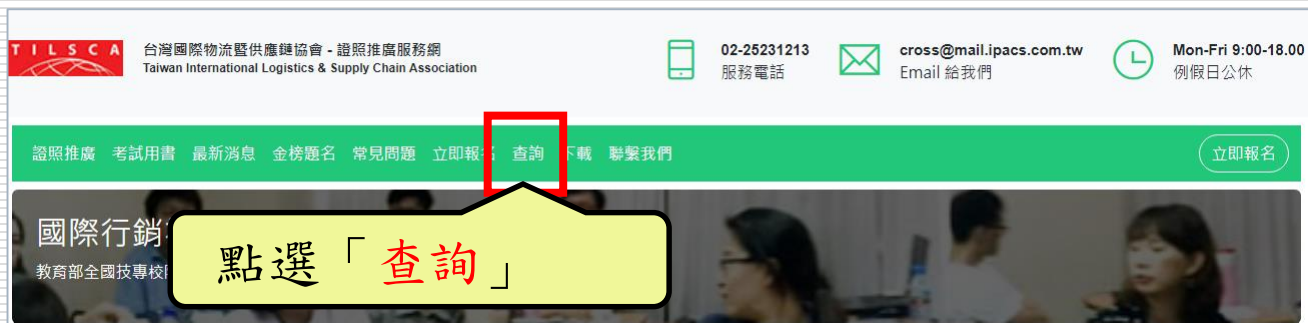 TILSCA
台灣國際物流暨供應鏈協會 - 證照推廣服務網
Taiwan International Logistics & Supply Chain Association
02-25231213
服務電話
cross@mail.ipacs.com.tw
Email 給我們
Mon-Fri 9:00-18.00
例假日公休
證照推廣 考試用書 最新消息 金榜題名 常見問題 立即報名 查詢 下載 聯繫我們
立即報名
國際行銷
教育部全國技專校
點選「查詢」